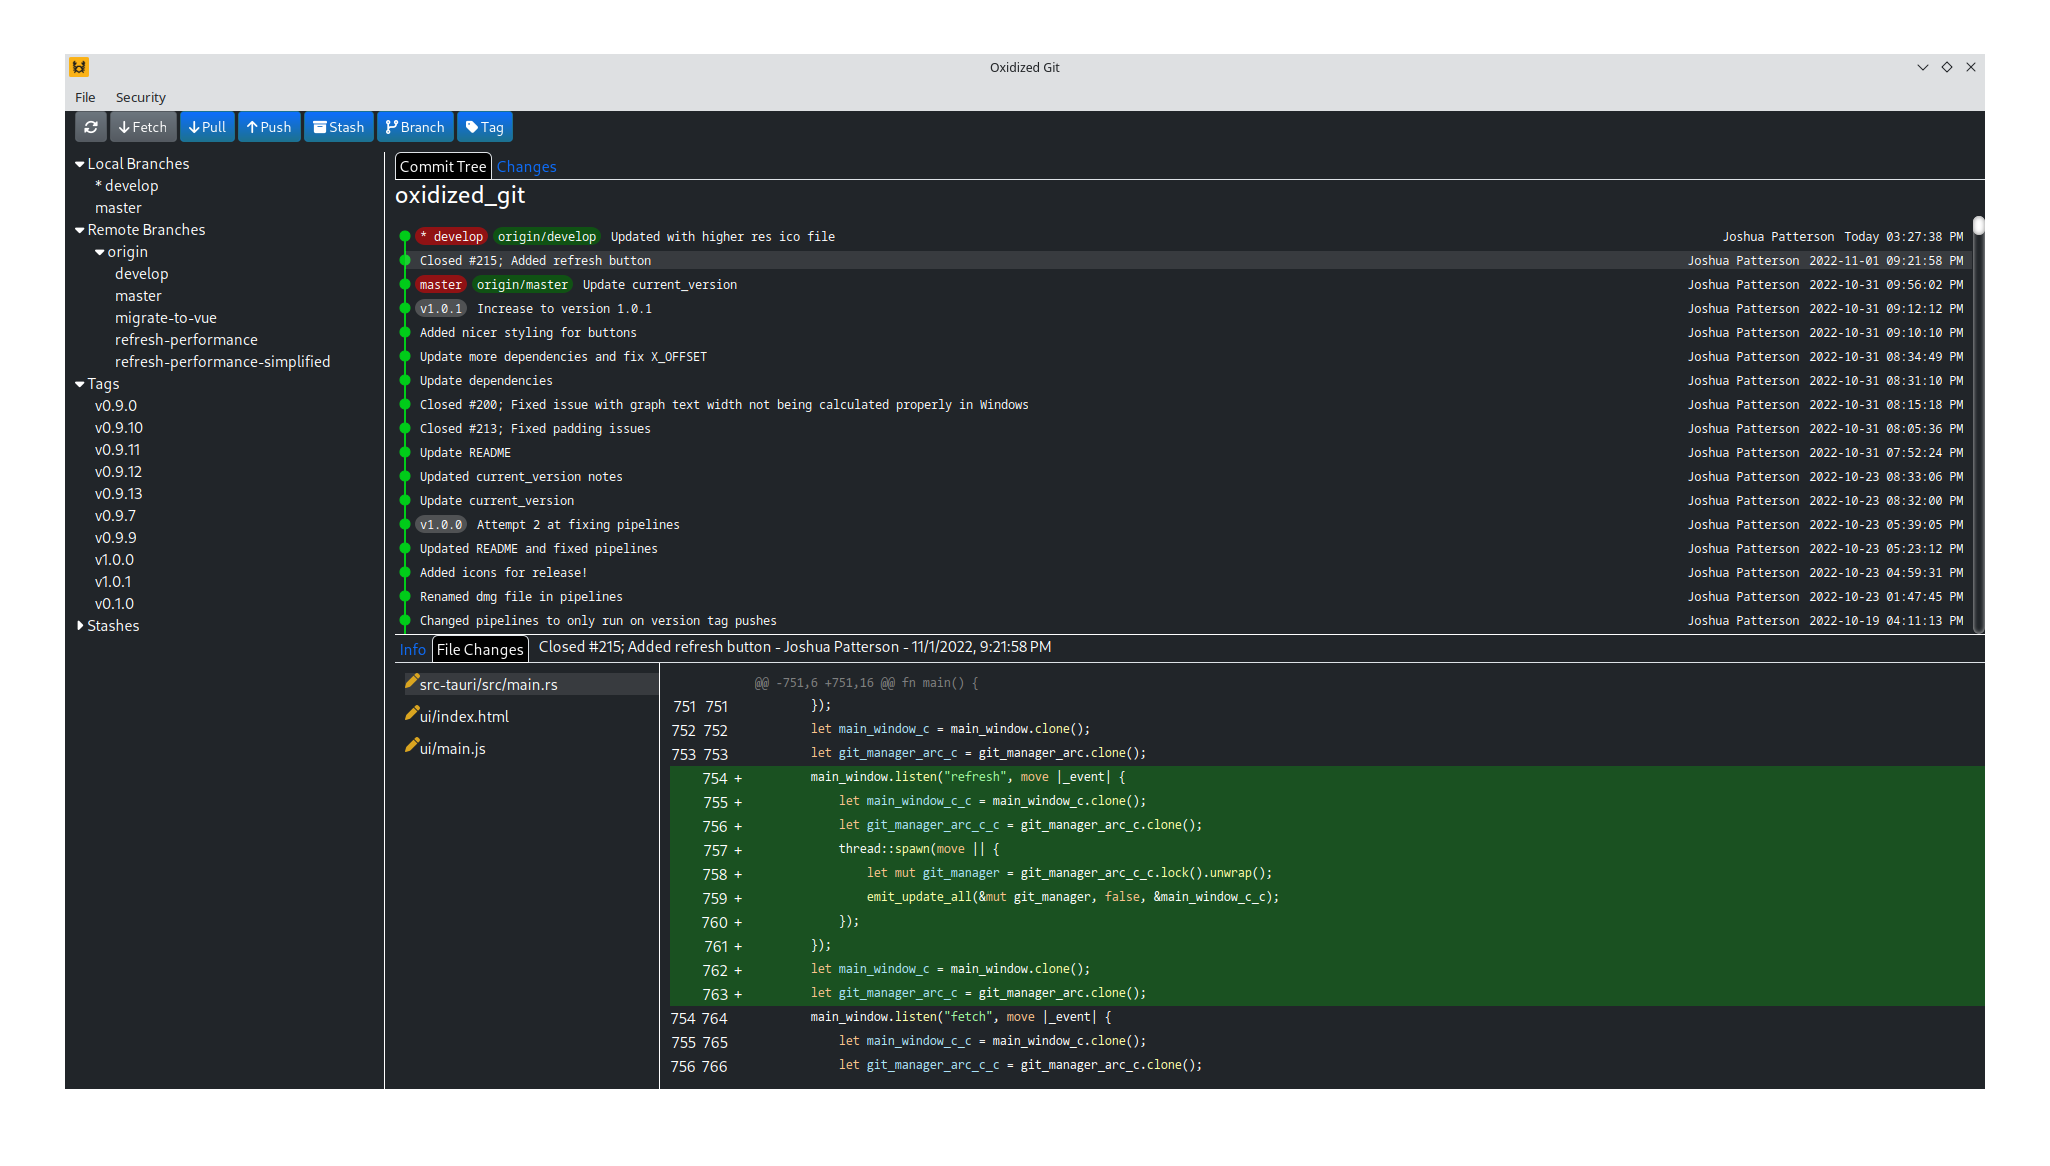 Oxidized Git
File Security
Fetch Pull Push Stash Branch Tag
Local Branches
* develop
master
Remote Branches
origin
develop
master
migrate-to-vue
refresh-performance
refresh-performance-simplified
Tags
v0.9.0
v0.9.10
v0.9.11
v0.9.12
v0.9.13
v0.9.7
v0.9.9
v1.0.0
v1.0.1
v0.1.0
Stashes
Commit Tree Changes
oxidized_git
* develop origin/develop Updated with higher res ico file Joshua Patterson Today 03:27:38 PM
Closed #215; Added refresh button Joshua Patterson 2022-11-01 09:21:58 PM
master origin/master Update current_version Joshua Patterson 2022-10-31 09:56:02 PM
v1.0.1 Increase to version 1.0.1 Joshua Patterson 2022-10-31 09:12:12 PM
Added nicer styling for buttons Joshua Patterson 2022-10-31 09:10:10 PM
Update more dependencies and fix X_OFFSET Joshua Patterson 2022-10-31 08:34:49 PM
Update dependencies Joshua Patterson 2022-10-31 08:31:10 PM
Closed #200; Fixed issue with graph text width not being calculated properly in Windows Joshua Patterson 2022-10-31 08:15:18 PM
Closed #213; Fixed padding issues Joshua Patterson 2022-10-31 08:05:36 PM
Update README Joshua Patterson 2022-10-31 07:52:24 PM
Updated current_version notes Joshua Patterson 2022-10-23 08:33:06 PM
Update current_version Joshua Patterson 2022-10-23 08:32:00 PM
v1.0.0 Attempt 2 at fixing pipelines Joshua Patterson 2022-10-23 05:39:05 PM
Updated README and fixed pipelines Joshua Patterson 2022-10-23 05:23:12 PM
Added icons for release! Joshua Patterson 2022-10-23 04:59:31 PM
Renamed dmg file in pipelines Joshua Patterson 2022-10-23 01:47:45 PM
Changed pipelines to only run on version tag pushes Joshua Patterson 2022-10-19 04:11:13 PM
Info File Changes Closed #215; Added refresh button - Joshua Patterson - 11/1/2022, 9:21:58 PM
src-tauri/src/main.rs
ui/index.html
ui/main.js
@@ -751,6 +751,16 @@ fn main() {
751 751 });
752 752 let main_window_c = main_window.clone();
753 753 let git_manager_arc_c = git_manager_arc.clone();
754 + main_window.listen("refresh", move |_event| {
755 + let main_window_c_c = main_window_c.clone();
756 + let git_manager_arc_c_c = git_manager_arc_c.clone();
757 + thread::spawn(move || {
758 + let mut git_manager = git_manager_arc_c_c.lock().unwrap();
759 + emit_update_all(&mut git_manager, false, &main_window_c_c);
760 + });
761 + });
762 + let main_window_c = main_window.clone();
763 + let git_manager_arc_c = git_manager_arc.clone();
754 764 main_window.listen("fetch", move |_event| {
755 765 let main_window_c_c = main_window_c.clone();
756 766 let git_manager_arc_c_c = git_manager_arc_c.clone();